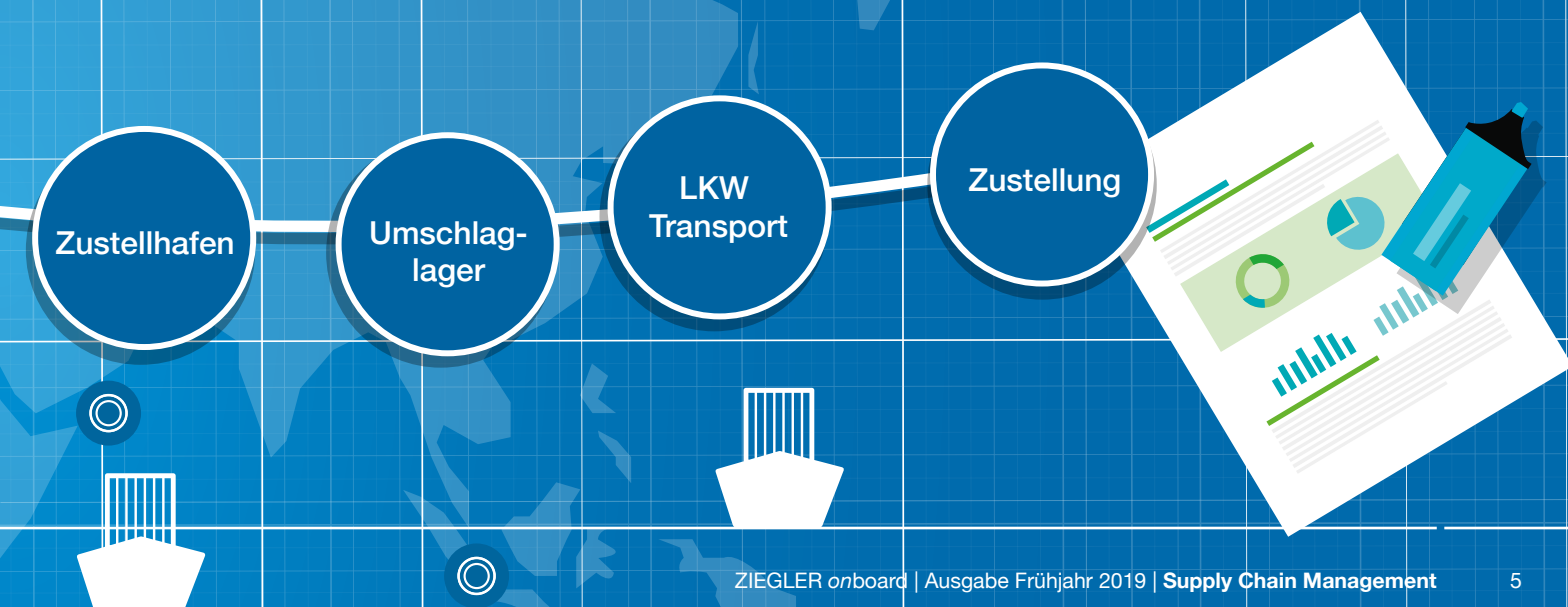 Zustellhafen
Umschlag-
lager
LKW
Transport
Zustellung
ZIEGLER onboard | Ausgabe Frühjahr 2019 | Supply Chain Management 5